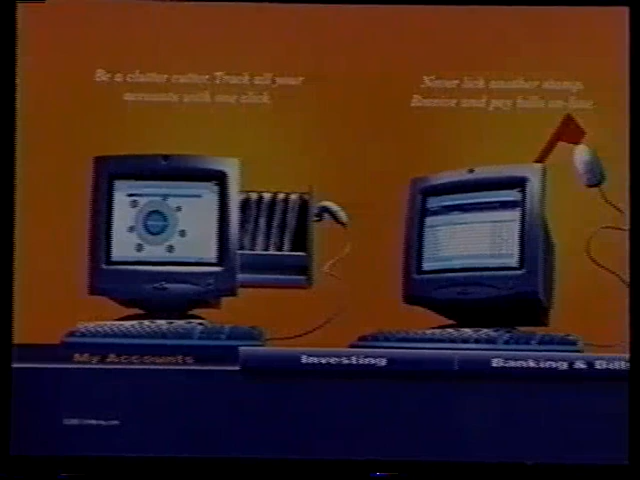 Be a clutter cutter. Track all your
accounts with one click.
Never lick another stamp.
Receive and pay bills on-line.
My Accounts
Investing
Banking & Bill